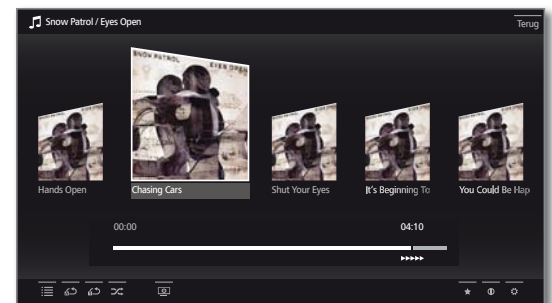 Snow Patrol / Eyes Open
Terug
SNOW PATROL EYES OPEN
Hands Open
Chasing Cars
Shut Your Eyes
It's Beginning To
You Could Be Hap
00:00
04:10